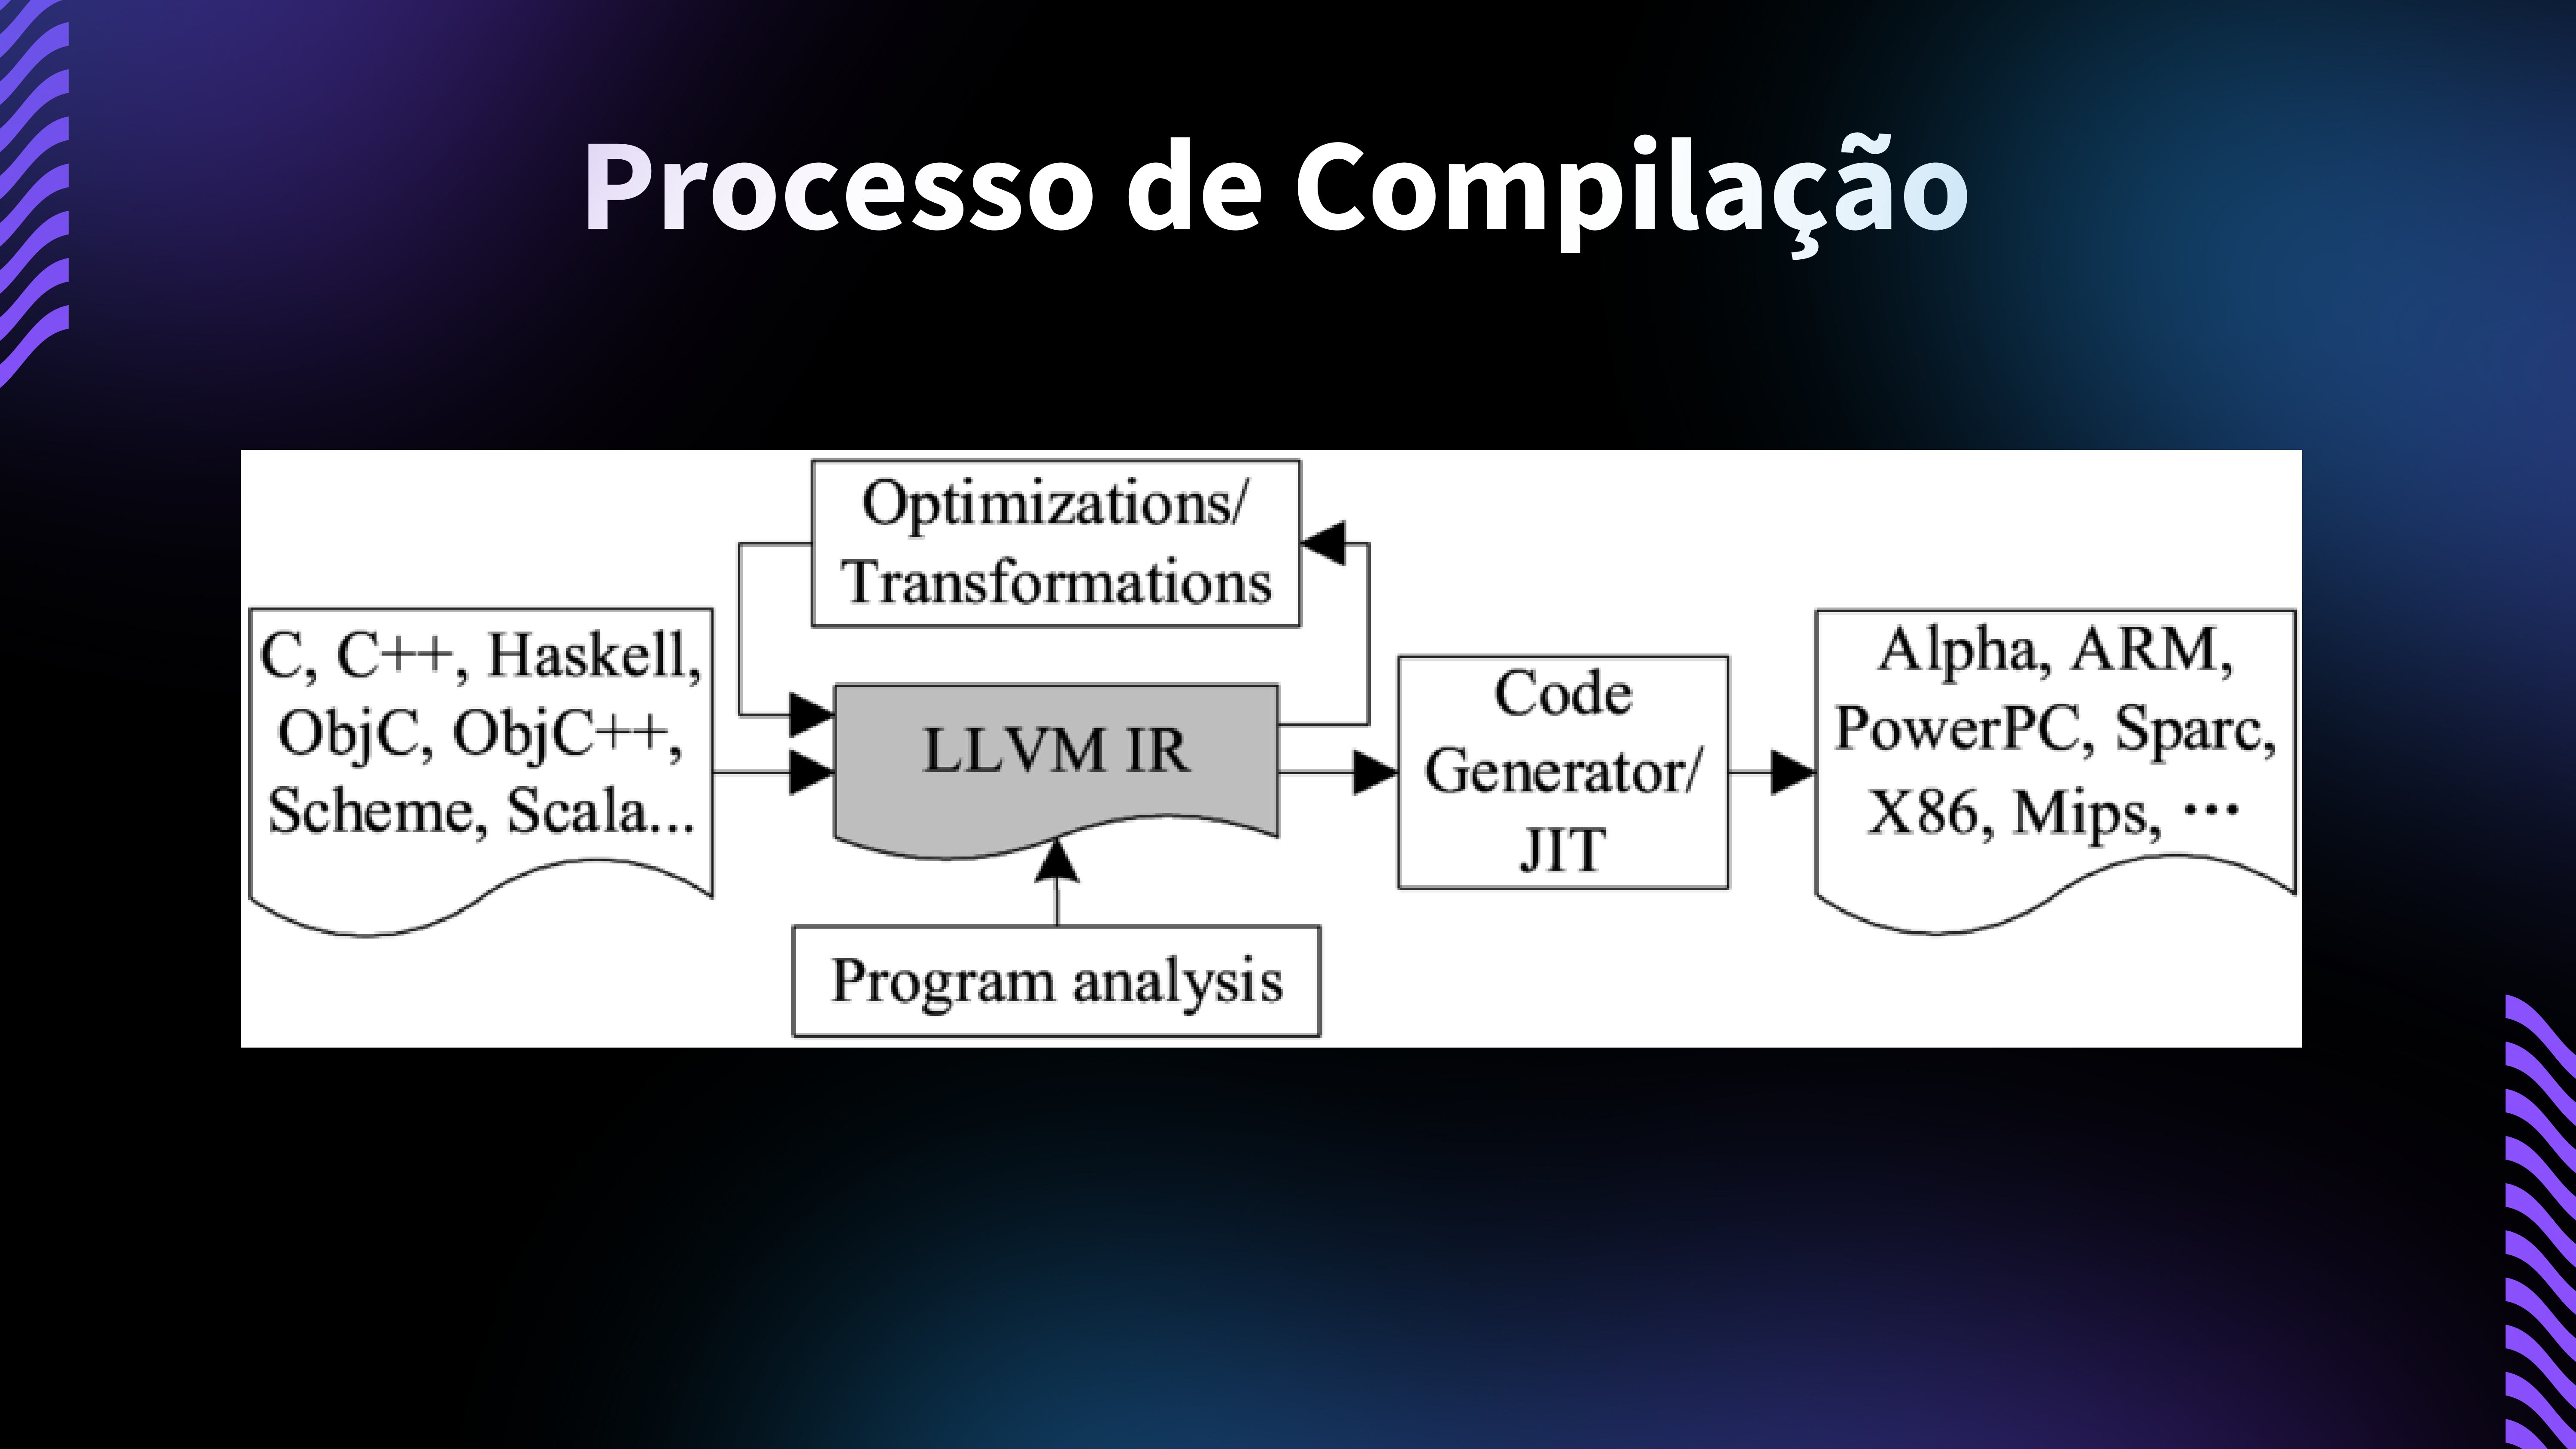 Processo de Compilação
Optimizations/
Transformations
C, C++, Haskell,
ObjC, ObjC++,
Scheme, Scala...
LLVM IR
Program analysis
Code
Generator/
JIT
Alpha, ARM,
PowerPC, Sparc,
X86, Mips, ···